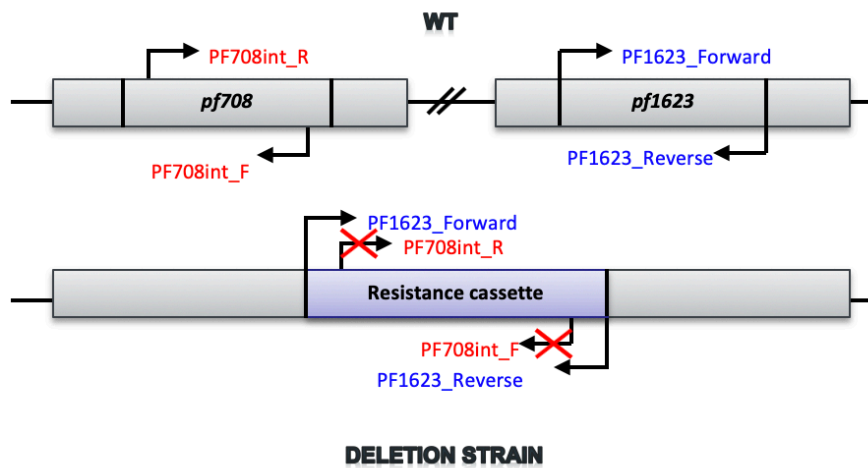 WT
PF708int_R
PF1623_Forward
pf708
pf1623
PF708int_F
PF1623_Reverse
PF1623_Forward
PF708int_R
Resistance cassette
PF708int_F
PF1623_Reverse
DELETION STRAIN